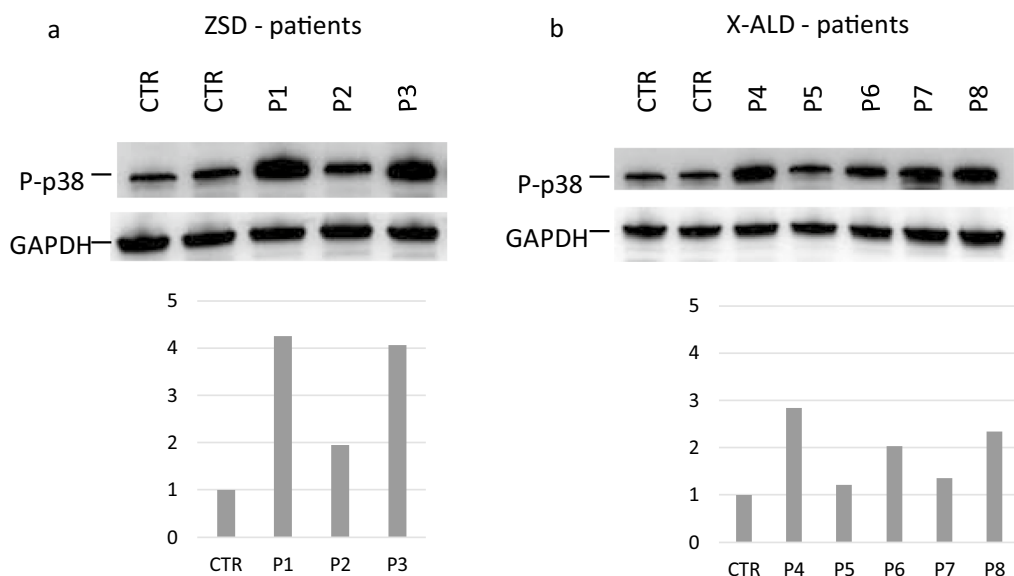 a
ZSD - patients
CTR CTR P1 P2 P3
P-p38
GAPDH
5
4
3
2
1
0
CTR P1 P2 P3
b
X-ALD - patients
CTR CTR P4 P5 P6 P7 P8
P-p38
GAPDH
5
4
3
2
1
0
CTR P4 P5 P6 P7 P8